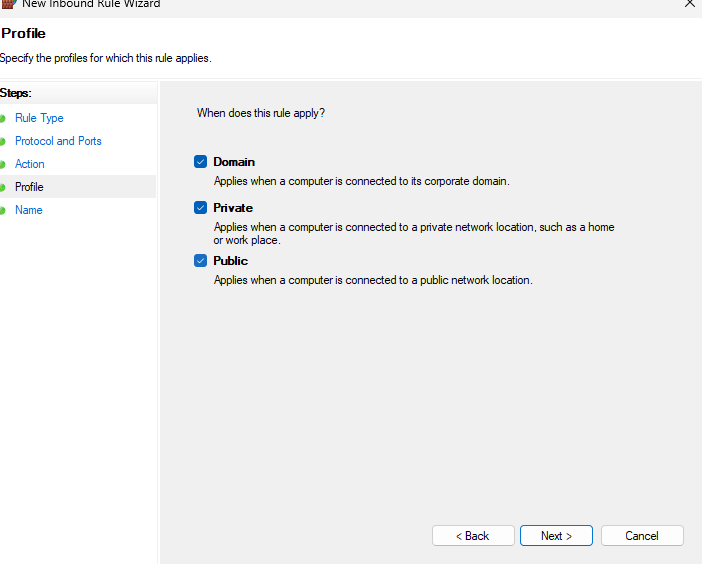 New Inbound Rule Wizard
Profile
Specify the profiles for which this rule applies.
Steps:
Rule Type
Protocol and Ports
Action
Profile
Name
When does this rule apply?
Domain
Applies when a computer is connected to its corporate domain.
Private
Applies when a computer is connected to a private network location, such as a home
or work place.
Public
Applies when a computer is connected to a public network location.
< Back
Next >
Cancel